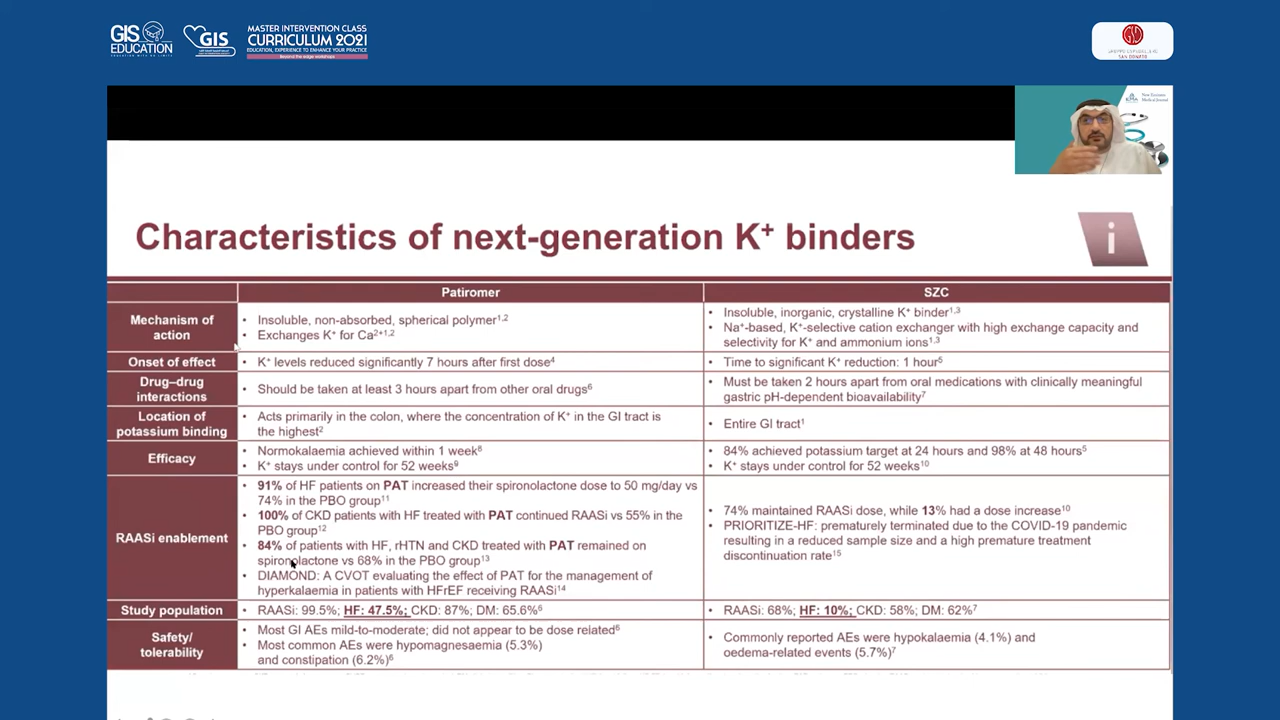 GIS
EDUCATION
GIS
MASTER INTERVENTION CLASS
CURRICULUM 2021
EDUCATION, EXPERIENCE TO ENHANCE YOUR PRACTICE
Beyond the edge workshops
GSD
GRUPPO OSPEDALIERO
SAN DONATO
KMA
New Emirates
Medical Journal
Characteristics of next-generation K+ binders
i
Patiromer
SZC
Mechanism of
action
• Insoluble, non-absorbed, spherical polymer1,2
• Exchanges K+ for Ca2+1,2
• Insoluble, inorganic, crystalline K+ binder1,3
• Na+-based, K+-selective cation exchanger with high exchange capacity and
selectivity for K+ and ammonium ions1,3
Onset of effect
• K+ levels reduced significantly 7 hours after first dose4
• Time to significant K+ reduction: 1 hour5
Drug–drug
interactions
• Should be taken at least 3 hours apart from other oral drugs6
• Must be taken 2 hours apart from oral medications with clinically meaningful
gastric pH-dependent bioavailability7
Location of
potassium binding
• Acts primarily in the colon, where the concentration of K+ in the GI tract is
the highest2
• Entire GI tract1
Efficacy
• Normokalaemia achieved within 1 week8
• K+ stays under control for 52 weeks9
• 84% achieved potassium target at 24 hours and 98% at 48 hours5
• K+ stays under control for 52 weeks10
RAASi enablement
• 91% of HF patients on PAT increased their spironolactone dose to 50 mg/day vs
74% in the PBO group11
• 100% of CKD patients with HF treated with PAT continued RAASi vs 55% in the
PBO group12
• 84% of patients with HF, rHTN and CKD treated with PAT remained on
spironolactone vs 68% in the PBO group13
• DIAMOND: A CVOT evaluating the effect of PAT for the management of
hyperkalaemia in patients with HFrEF receiving RAASi14
• 74% maintained RAASi dose, while 13% had a dose increase10
• PRIORITIZE-HF: prematurely terminated due to the COVID-19 pandemic
resulting in a reduced sample size and a high premature treatment
discontinuation rate15
Study population
• RAASi: 99.5%; HF: 47.5%; CKD: 87%; DM: 65.6%6
• RAASi: 68%; HF: 10%; CKD: 58%; DM: 62%7
Safety/
tolerability
• Most GI AEs mild-to-moderate; did not appear to be dose related6
• Most common AEs were hypomagnesaemia (5.3%)
and constipation (6.2%)6
• Commonly reported AEs were hypokalaemia (4.1%) and
oedema-related events (5.7%)7